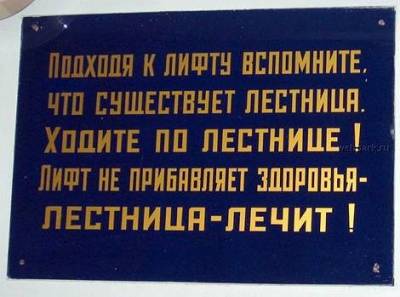 Подходя к лифту вспомните,
что существует лестница.
Ходите по лестнице !
Лифт не прибавляет здоровья-
лестница-лечит !